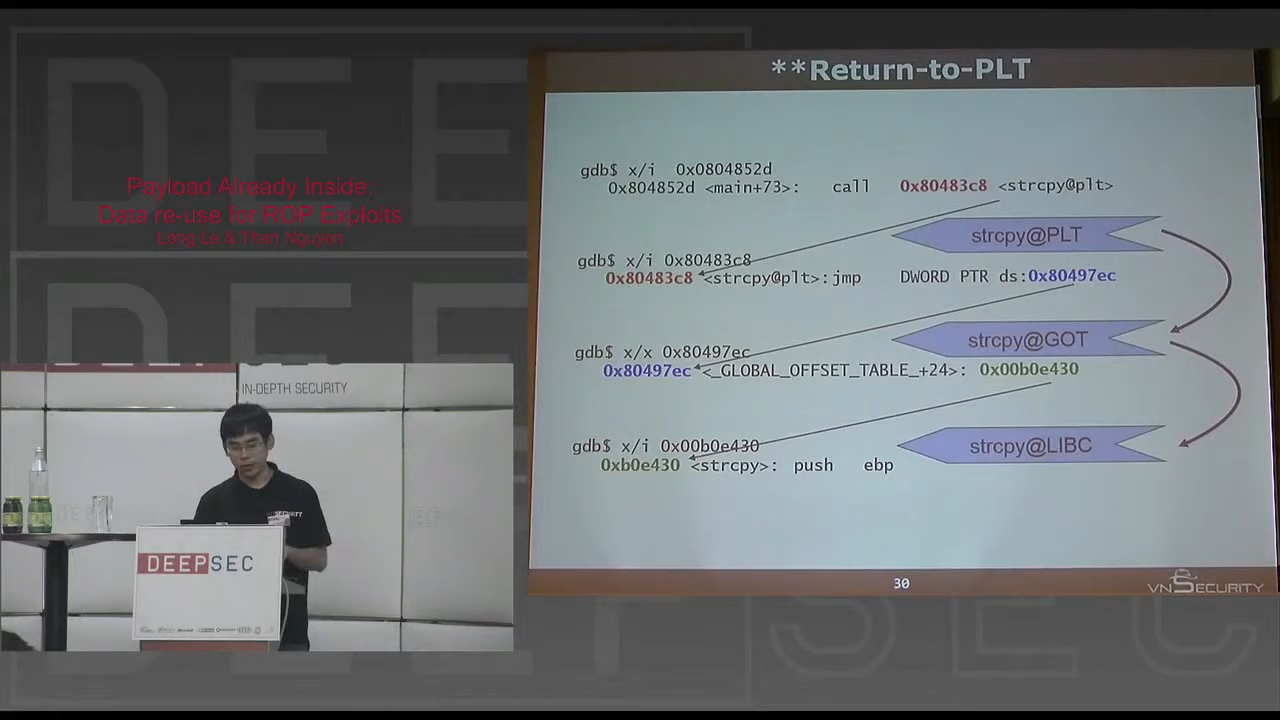 Payload Already Inside:
Data re-use for ROP Exploits
Long Le & Than Nguyen
IN-DEPTH SECURITY
DEEPSEC
**Return-to-PLT
gdb$ x/i 0x0804852d
0x804852d <main+73>: call 0x80483c8 <strcpy@plt>
strcpy@PLT
gdb$ x/i 0x80483c8
0x80483c8 <strcpy@plt>: jmp DWORD PTR ds:0x80497ec
strcpy@GOT
gdb$ x/x 0x80497ec
0x80497ec <_GLOBAL_OFFSET_TABLE_+24>: 0x00b0e430
strcpy@LIBC
gdb$ x/i 0x00b0e430
0xb0e430 <strcpy>: push ebp
30
VNSECURITY